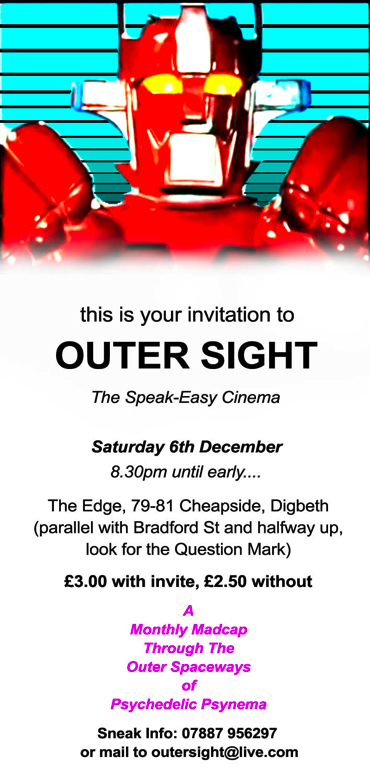 this is your invitation to
OUTER SIGHT
The Speak-Easy Cinema
Saturday 6th December
8.30pm until early....
The Edge, 79-81 Cheapside, Digbeth
(parallel with Bradford St and halfway up,
look for the Question Mark)
£3.00 with invite, £2.50 without
A
Monthly Madcap
Through The
Outer Spaceways
of
Psychedelic Psynema
Sneak Info: 07887 956297
or mail to outersight@live.com